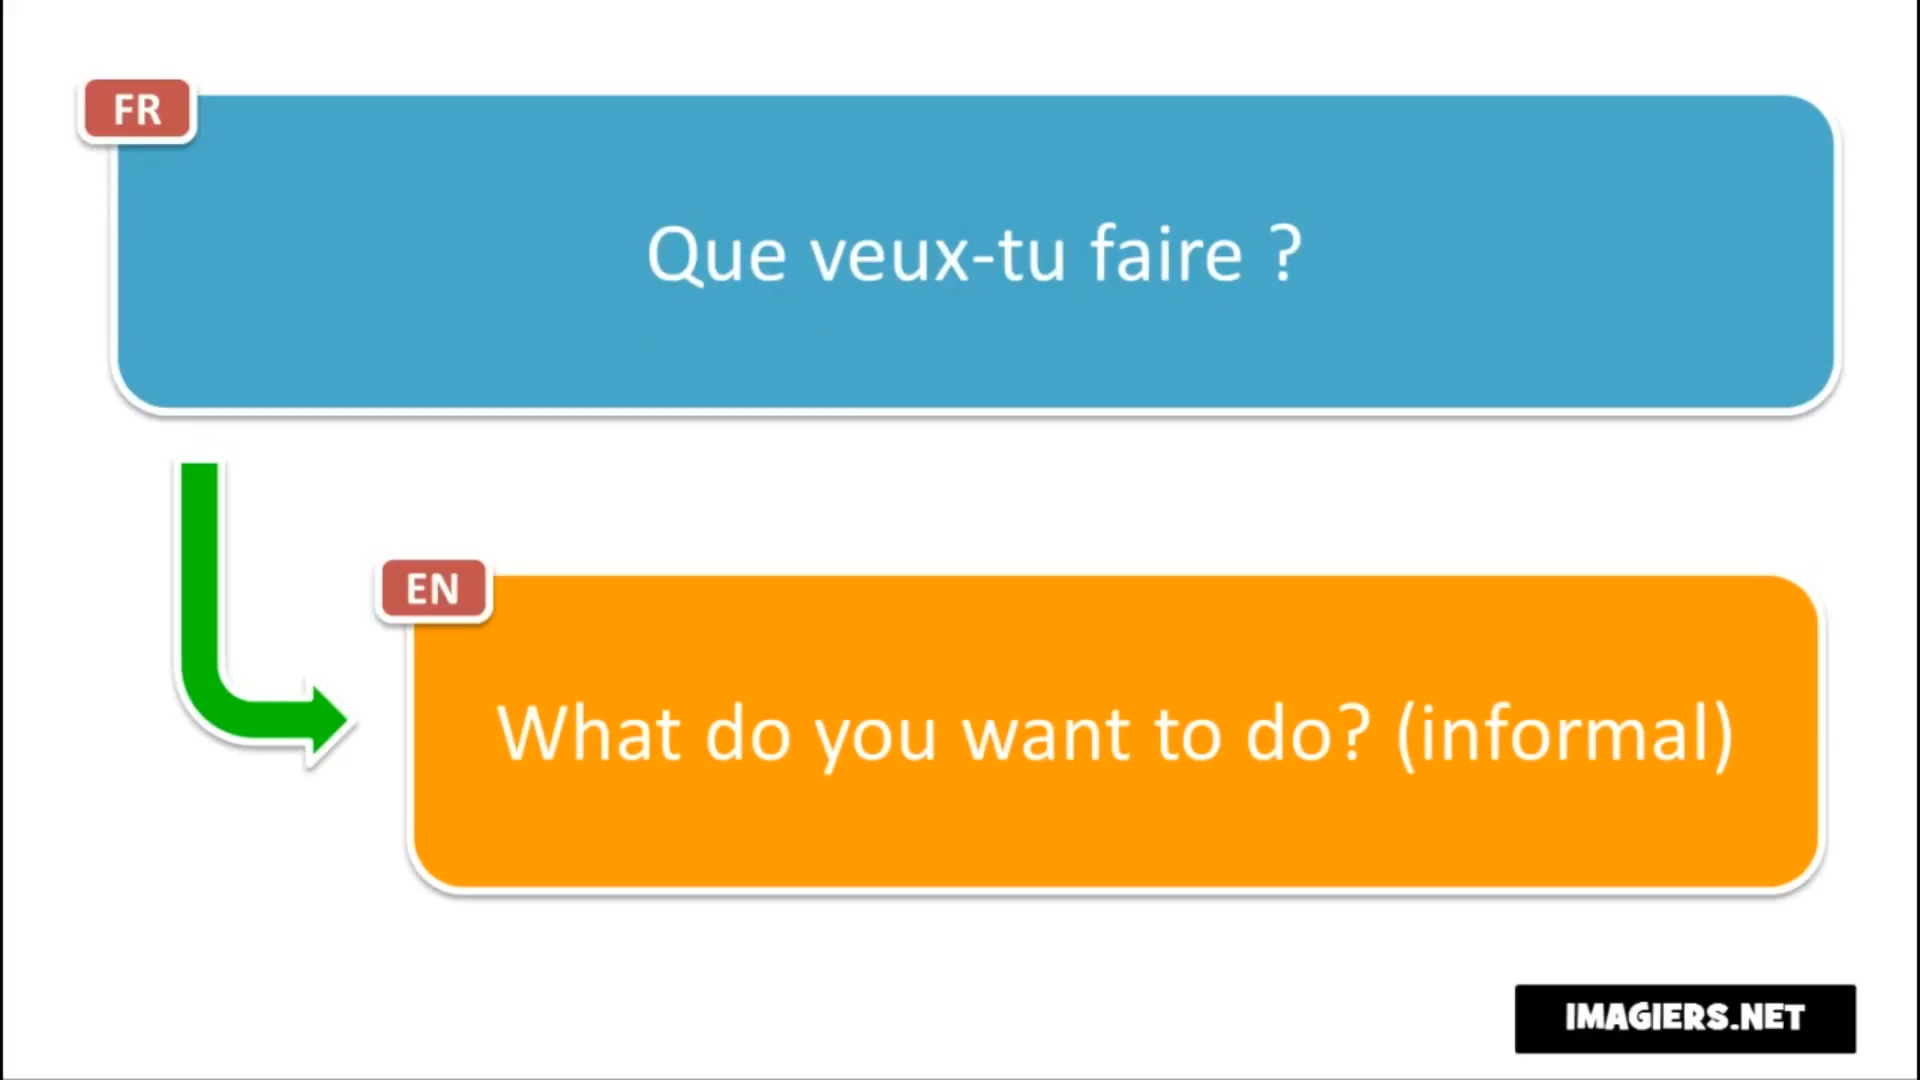 FR
Que veux-tu faire ?
EN
What do you want to do? (informal)
IMAGIERS.NET